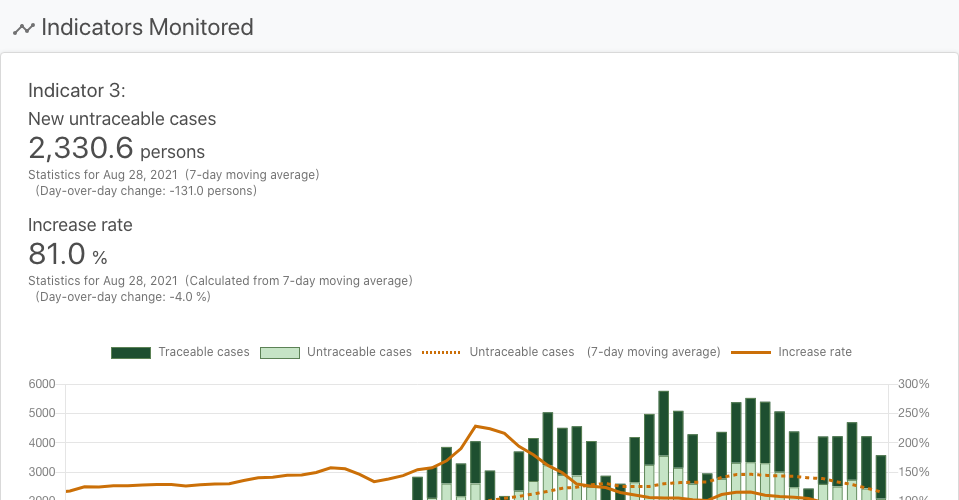 Indicators Monitored
Indicator 3:
New untraceable cases
2,330.6 persons
Statistics for Aug 28, 2021 (7-day moving average)
(Day-over-day change: -131.0 persons)
Increase rate
81.0 %
Statistics for Aug 28, 2021 (Calculated from 7-day moving average)
(Day-over-day change: -4.0 %)
Traceable cases Untraceable cases Untraceable cases (7-day moving average) Increase rate
6000 300%
5000 250%
4000 200%
3000 150%
2000 100%